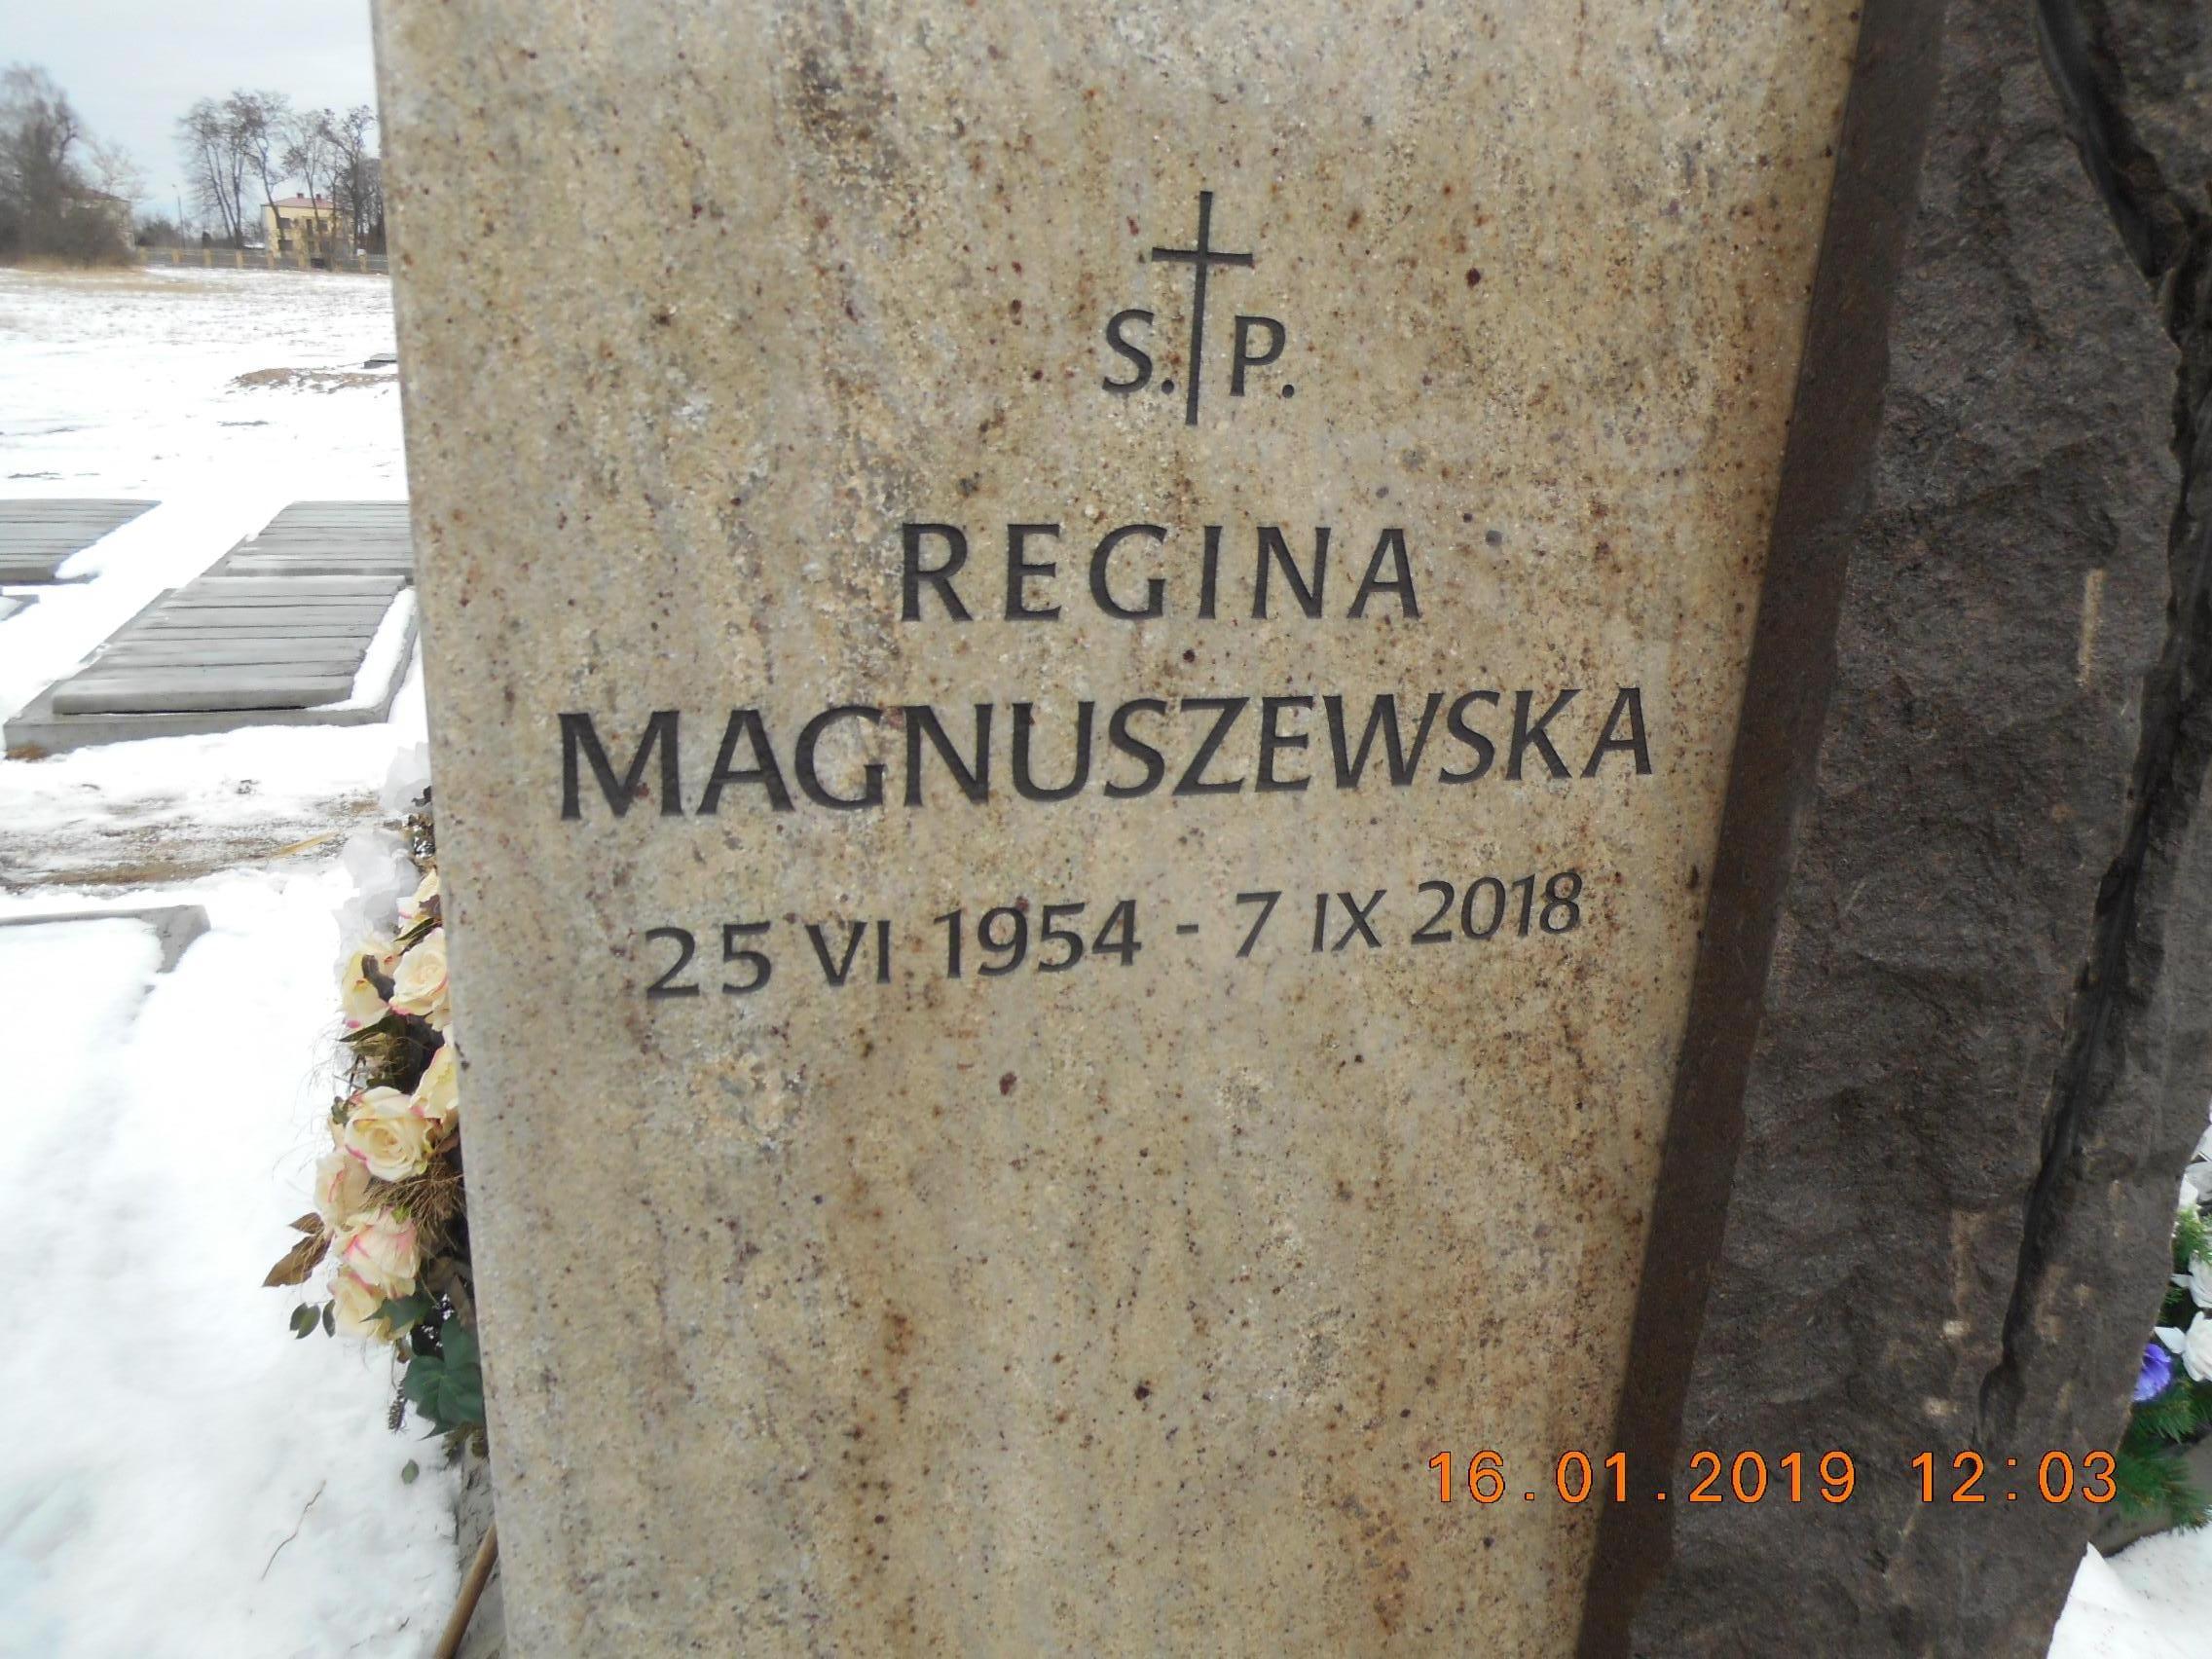 S. P.
REGINA
MAGNUSZEWSKA
25 VI 1954 - 7 IX 2018
16.01.2019 12:03